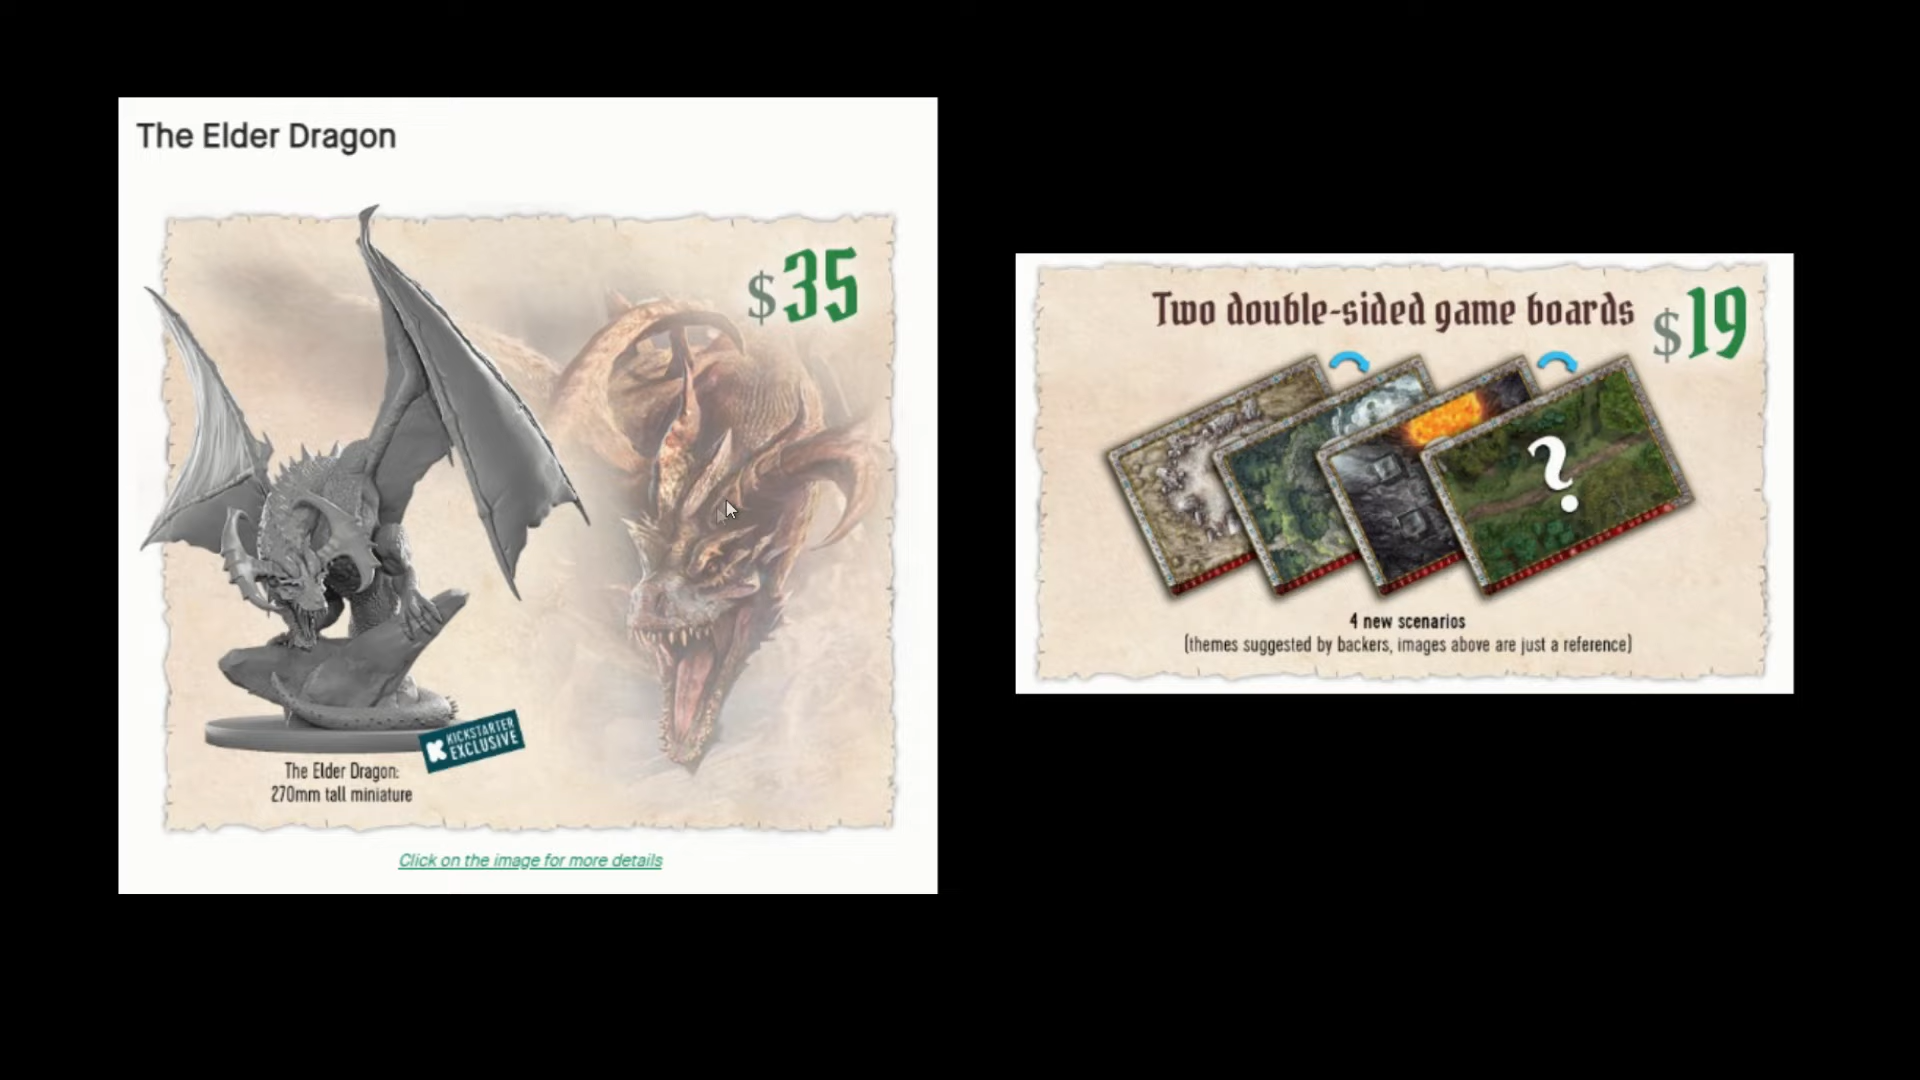 The Elder Dragon
$35
KICKSTARTER
EXCLUSIVE
The Elder Dragon:
270mm tall miniature
Click on the image for more details
Two double-sided game boards
$19
?
4 new scenarios
(themes suggested by backers, images above are just a reference)